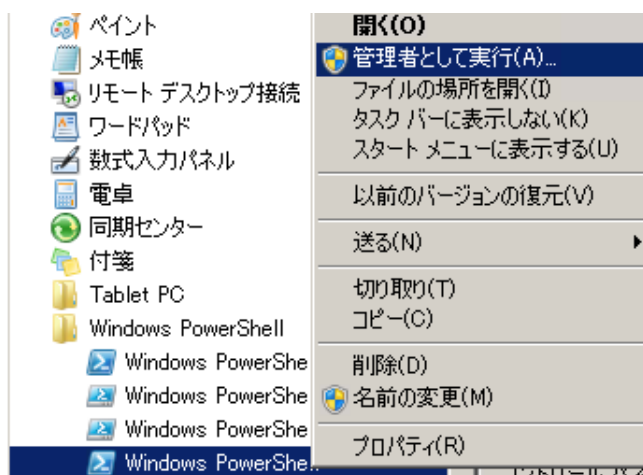 ペイント
メモ帳
リモート デスクトップ接続
ワードパッド
数式入力パネル
電卓
同期センター
付箋
Tablet PC
Windows PowerShell
Windows PowerShe
Windows PowerShe
Windows PowerShe
Windows PowerShe
開く(O)
管理者として実行(A)...
ファイルの場所を開く(I)
タスク バーに表示しない(K)
スタート メニューに表示する(U)
以前のバージョンの復元(V)
送る(N)
切り取り(T)
コピー(C)
削除(D)
名前の変更(M)
プロパティ(R)